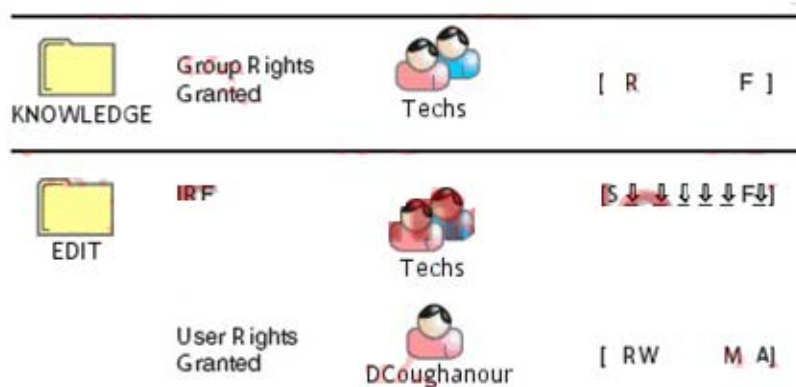 Group Rights
Granted
KNOWLEDGE
Techs
[ R F ]
IRF
[S ⇩ ⇩ ⇩ ⇩ ⇩ F⇩]
EDIT
Techs
User Rights
Granted
DCoughanour
[ RW M A]